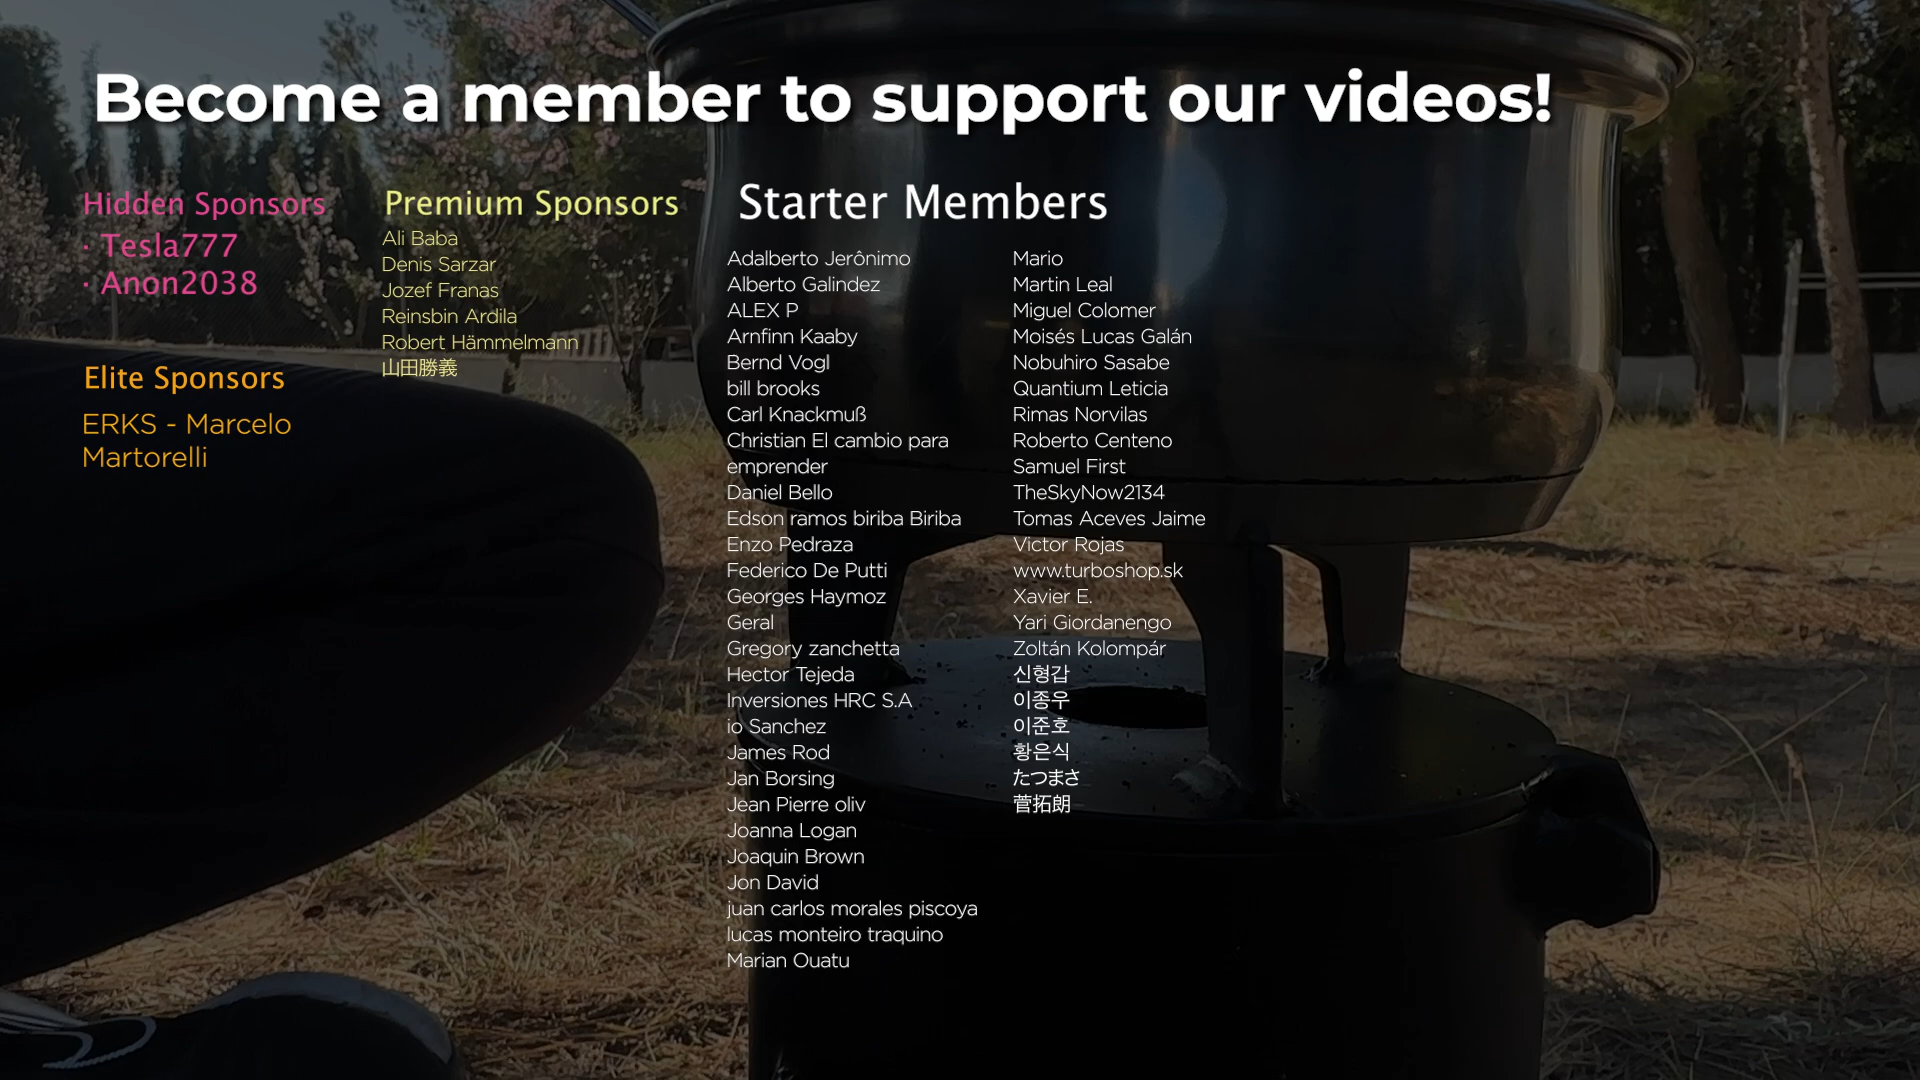 Become a member to support our videos!
Hidden Sponsors
· Tesla777
· Anon2038
Elite Sponsors
ERKS - Marcelo
Martorelli
Premium Sponsors
Ali Baba
Denis Sarzar
Jozef Franas
Reinsbin Ardila
Robert Hämmelmann
山田勝義
Starter Members
Adalberto Jerônimo
Alberto Galindez
ALEX P
Arnfinn Kaaby
Bernd Vogl
bill brooks
Carl Knackmuß
Christian El cambio para
emprender
Daniel Bello
Edson ramos biriba Biriba
Enzo Pedraza
Federico De Putti
Georges Haymoz
Geral
Gregory zanchetta
Hector Tejeda
Inversiones HRC S.A
io Sanchez
James Rod
Jan Borsing
Jean Pierre oliv
Joanna Logan
Joaquin Brown
Jon David
juan carlos morales piscoya
lucas monteiro traquino
Marian Ouatu
Mario
Martin Leal
Miguel Colomer
Moisés Lucas Galán
Nobuhiro Sasabe
Quantium Leticia
Rimas Norvilas
Roberto Centeno
Samuel First
TheSkyNow2134
Tomas Aceves Jaime
Victor Rojas
www.turboshop.sk
Xavier E.
Yari Giordanengo
Zoltán Kolompár
신형갑
이종우
이준호
황은식
たつまさ
菅拓朗